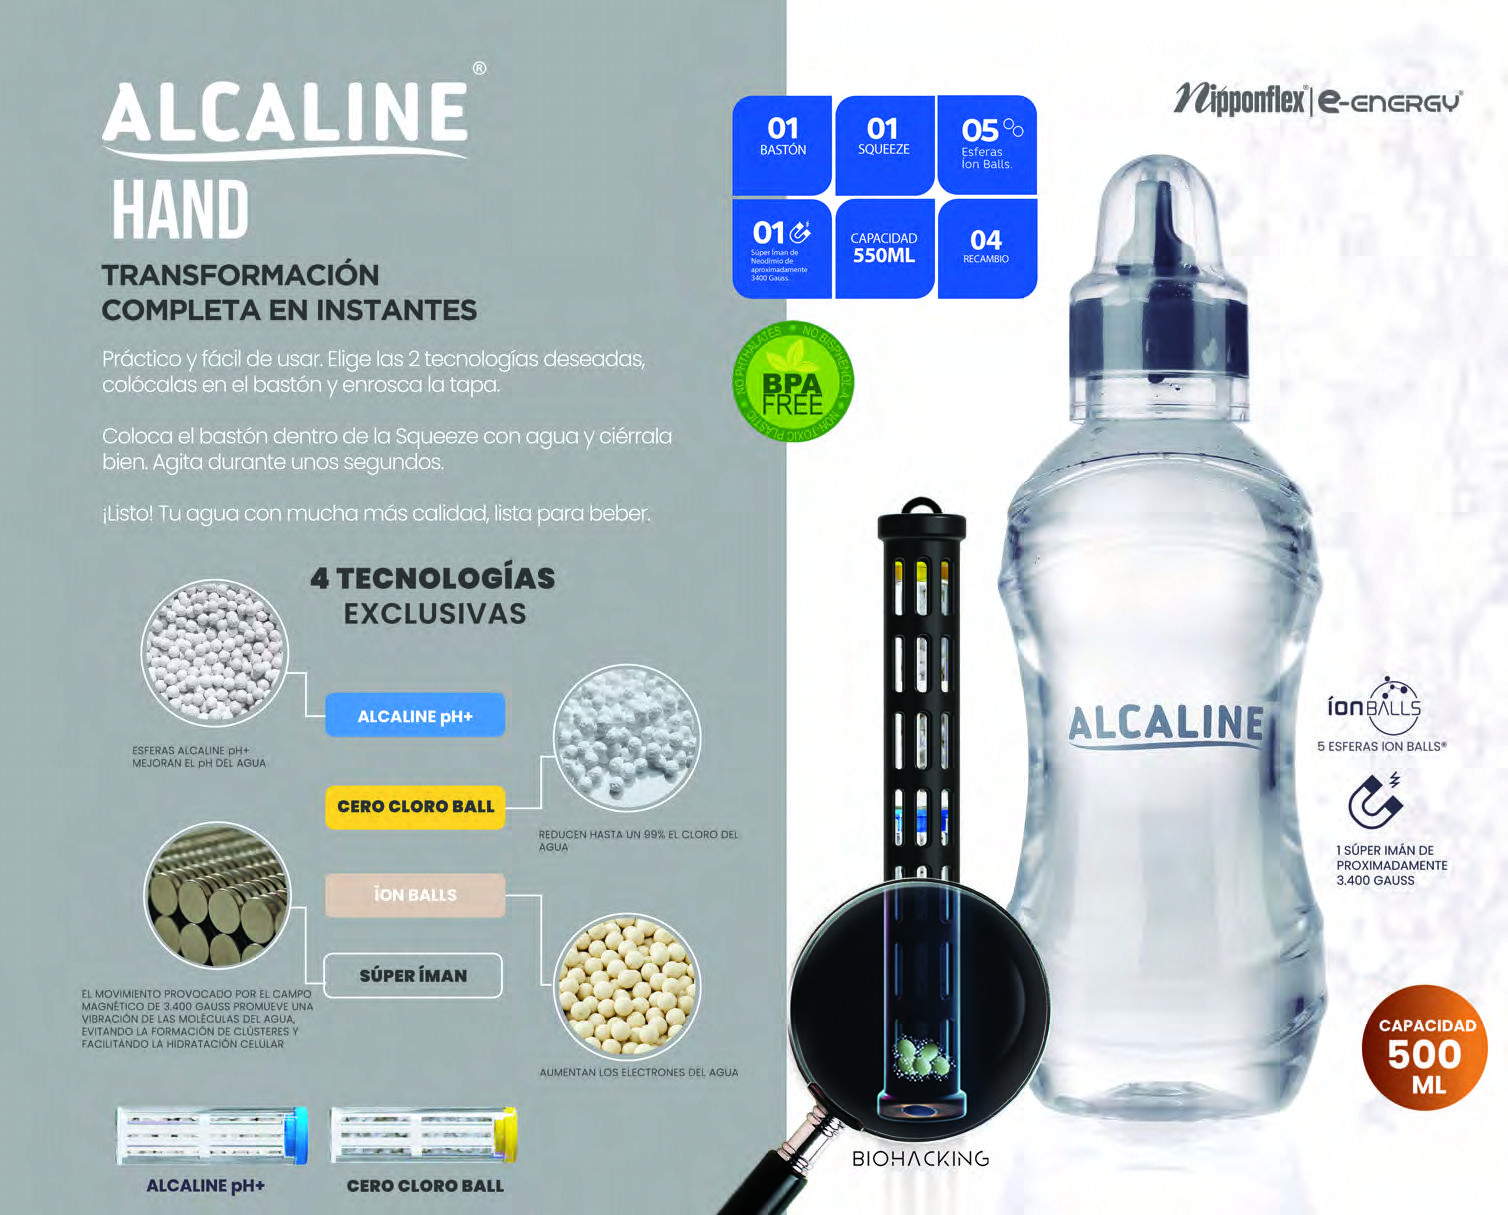 ALCALINE®
HAND
TRANSFORMACIÓN
COMPLETA EN INSTANTES
Práctico y fácil de usar. Elige las 2 tecnologías deseadas,
colócalas en el bastón y enrosca la tapa.
Coloca el bastón dentro de la Squeeze con agua y ciérrala
bien. Agita durante unos segundos.
¡Listo! Tu agua con mucha más calidad, lista para beber.
4 TECNOLOGÍAS
EXCLUSIVAS
ALCALINE pH+
ESFERAS ALCALINE pH+
MEJORAN EL pH DEL AGUA
CERO CLORO BALL
REDUCEN HASTA UN 99% EL CLORO DEL
AGUA
ÍON BALLS
AUMENTAN LOS ELECTRONES DEL AGUA
SÚPER ÍMAN
EL MOVIMIENTO PROVOCADO POR EL CAMPO
MAGNÉTICO DE 3.400 GAUSS PROMUEVE UNA
VIBRACIÓN DE LAS MOLÉCULAS DEL AGUA,
EVITANDO LA FORMACIÓN DE CLÚSTERES Y
FACILITANDO LA HIDRATACIÓN CELULAR
ALCALINE pH+
CERO CLORO BALL
01
BASTÓN
01
SQUEEZE
05
Esferas
Íon Balls.
01
Súper Íman de
Neodimio de
aproximadamente
3400 Gauss.
CAPACIDAD
550ML
04
RECAMBIO
NO PHTHALATES * NO BISPHENOL-A * NON-TOXIC PLASTIC *
BPA
FREE
Nipponflex® | e-ENERGY®
ALCALINE
íonBALLS
5 ESFERAS ION BALLS®
1 SÚPER IMÁN DE
PROXIMADAMENTE
3.400 GAUSS
CAPACIDAD
500
ML
BIOHACKING